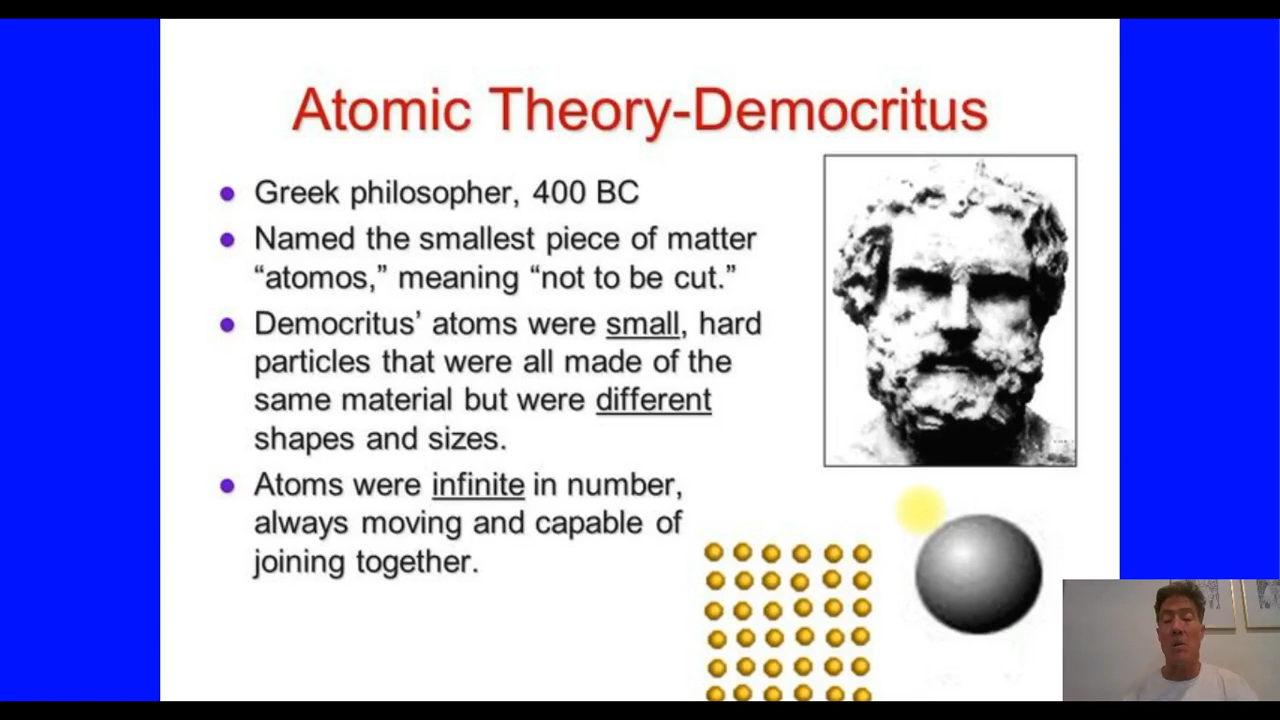 Atomic Theory-Democritus
Greek philosopher, 400 BC
Named the smallest piece of matter
“atomos,” meaning “not to be cut.”
Democritus’ atoms were small, hard
particles that were all made of the
same material but were different
shapes and sizes.
Atoms were infinite in number,
always moving and capable of
joining together.